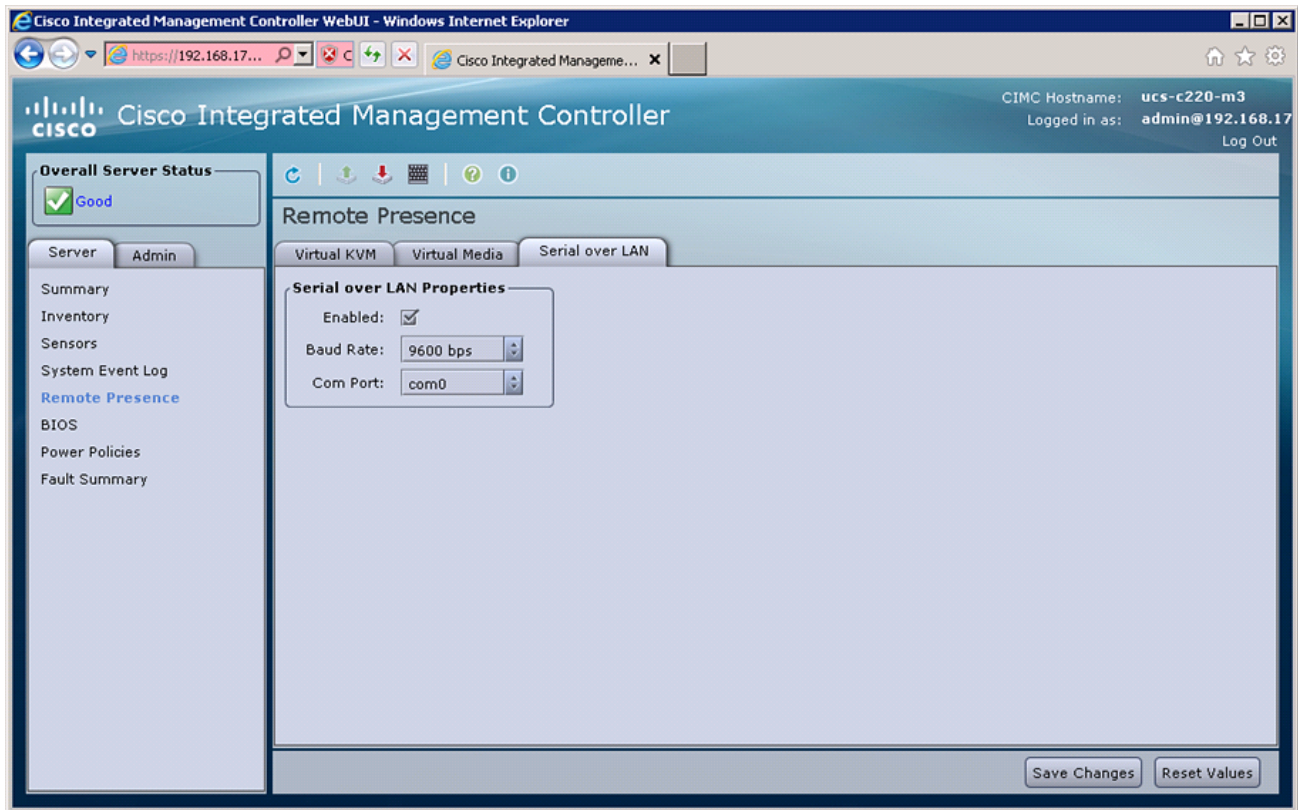 Cisco Integrated Management Controller WebUI - Windows Internet Explorer
https://192.168.17... C Cisco Integrated Manageme...
CISCO Cisco Integrated Management Controller
CIMC Hostname: ucs-c220-m3
Logged in as: admin@192.168.17
Log Out
Overall Server Status
Good
Server Admin
Summary
Inventory
Sensors
System Event Log
Remote Presence
BIOS
Power Policies
Fault Summary
Remote Presence
Virtual KVM Virtual Media Serial over LAN
Serial over LAN Properties
Enabled:
Baud Rate: 9600 bps
Com Port: com0
Save Changes Reset Values